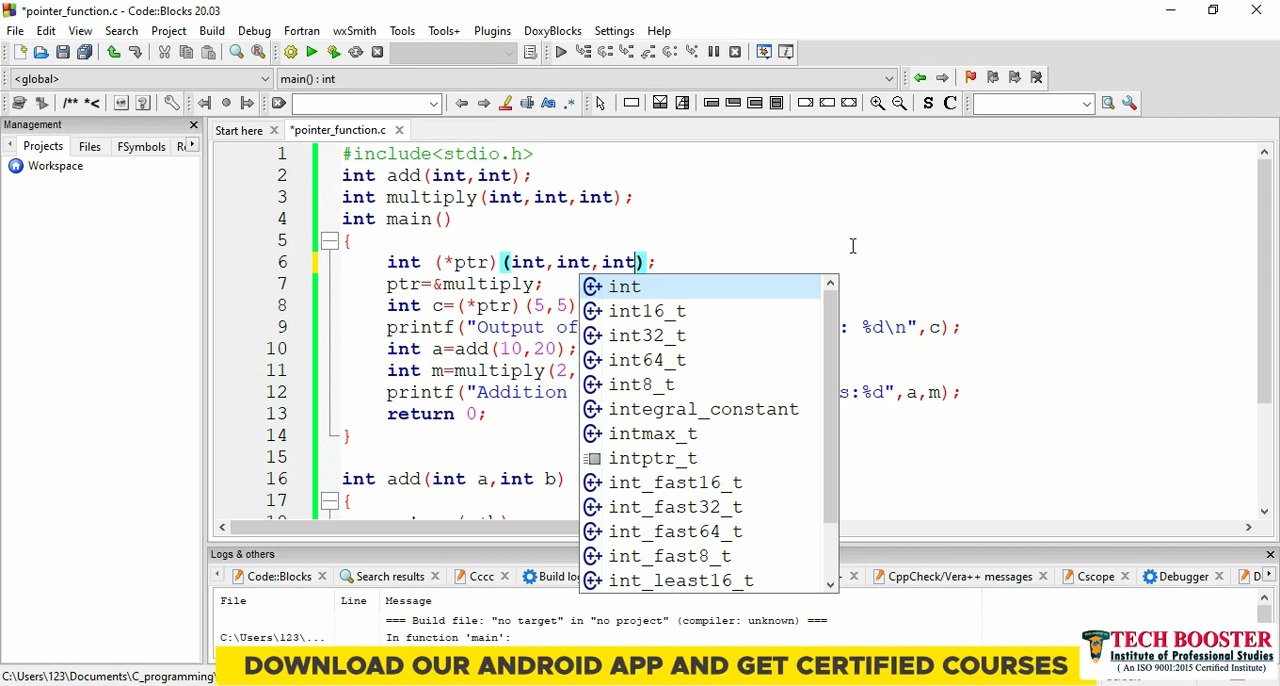 *pointer_function.c - Code::Blocks 20.03
File Edit View Search Project Build Debug Fortran wxSmith Tools Tools+ Plugins DoxyBlocks Settings Help
<global> main() : int
/** *< Aa .* S C
Management
Start here *pointer_function.c
Projects Files FSymbols
Workspace
1 #include<stdio.h>
2 int add(int,int);
3 int multiply(int,int,int);
4 int main()
5 {
6 int (*ptr)(int,int,int);
7 ptr=&multiply;
8 int c=(*ptr)(5,5)
9 printf("Output of : %d\n",c);
10 int a=add(10,20);
11 int m=multiply(2,
12 printf("Addition s:%d",a,m);
13 return 0;
14 }
15
16 int add(int a,int b)
17 {
int
int16_t
int32_t
int64_t
int8_t
integral_constant
intmax_t
intptr_t
int_fast16_t
int_fast32_t
int_fast64_t
int_fast8_t
int_least16_t
Logs & others
Code::Blocks Search results Cccc Build lo CppCheck/Vera++ messages Cscope Debugger
File Line Message
=== Build file: "no target" in "no project" (compiler: unknown) ===
C:\Users\123\... In function 'main':
C:\Users\123\Documents\C_programming\
DOWNLOAD OUR ANDROID APP AND GET CERTIFIED COURSES
TECH BOOSTER
Institute of Professional Studies
( An ISO 9001:2015 Certified Institute)